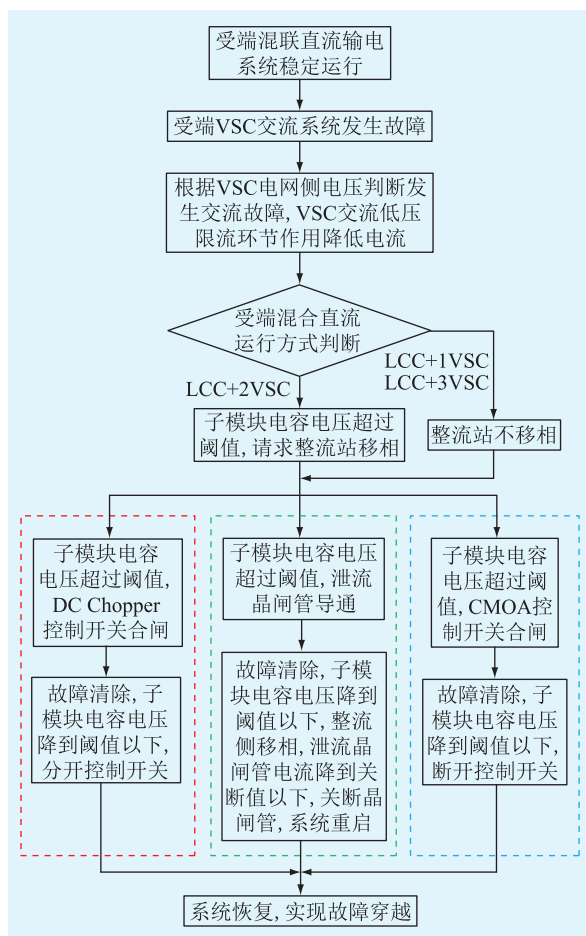 受端混联直流输电
系统稳定运行
受端VSC交流系统发生故障
根据VSC电网侧电压判断发
生交流故障,VSC交流低压
限流环节作用降低电流
受端混合直流
运行方式判断
LCC+2VSC
LCC+1VSC
LCC+3VSC
子模块电容电压超过
阈值,请求整流站移相
整流站不移相
子模块电容
电压超过阈值,
DC Chopper
控制开关合闸
故障清除,子
模块电容电压
降到阈值以下,
分开控制开关
子模块电容电压
超过阈值,泄流
晶闸管导通
故障清除,子模
块电容电压降到
阈值以下,整流
侧移相,泄流晶
闸管电流降到关
断值以下,关断晶
闸管,系统重启
子模块电容
电压超过阈
值,CMOA控
制开关合闸
故障清除,子
模块电容电压
降到阈值以下,
断开控制开关
系统恢复,实现故障穿越